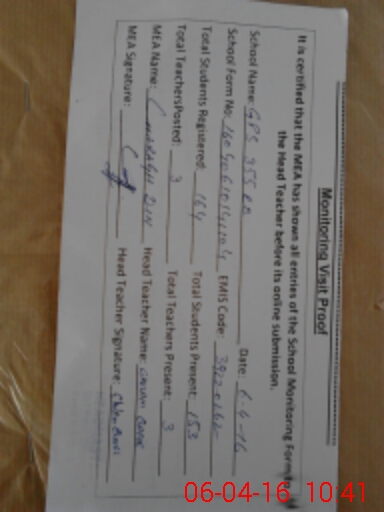 Monitoring Visit Proof
It is certified that the MEA has shown all entries of the School Monitoring Form to
the Head Teacher before its online submission.
School Name: GPS 355 EB Date: 6-4-16
School Form No: EMIS Code:
Total Students Registered: 164 Total Students Present: 153
Total TeachersPosted: 3 Total Teachers Present: 3
MEA Name: Head Teacher Name:
MEA Signature: Head Teacher Signature:
06-04-16 10:41